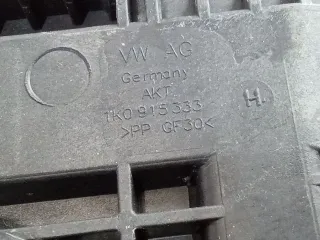 VW AG
Germany
AKT.
1K0 915 333
>PP GF30<
H